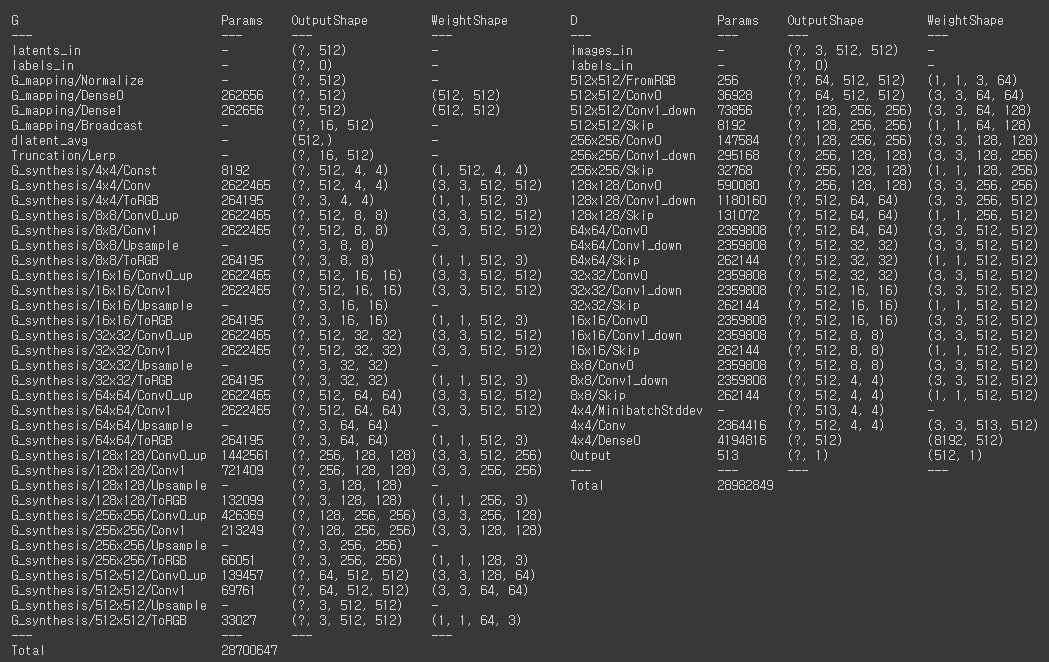 G Params OutputShape WeightShape
--- --- --- ---
latents_in - (?, 512) -
labels_in - (?, 0) -
G_mapping/Normalize - (?, 512) -
G_mapping/Dense0 262656 (?, 512) (512, 512)
G_mapping/Dense1 262656 (?, 512) (512, 512)
G_mapping/Broadcast - (?, 16, 512) -
dlatent_avg - (512,) -
Truncation/Lerp - (?, 16, 512) -
G_synthesis/4x4/Const 8192 (?, 512, 4, 4) (1, 512, 4, 4)
G_synthesis/4x4/Conv 2622465 (?, 512, 4, 4) (3, 3, 512, 512)
G_synthesis/4x4/ToRGB 264195 (?, 3, 4, 4) (1, 1, 512, 3)
G_synthesis/8x8/Conv0_up 2622465 (?, 512, 8, 8) (3, 3, 512, 512)
G_synthesis/8x8/Conv1 2622465 (?, 512, 8, 8) (3, 3, 512, 512)
G_synthesis/8x8/Upsample - (?, 3, 8, 8) -
G_synthesis/8x8/ToRGB 264195 (?, 3, 8, 8) (1, 1, 512, 3)
G_synthesis/16x16/Conv0_up 2622465 (?, 512, 16, 16) (3, 3, 512, 512)
G_synthesis/16x16/Conv1 2622465 (?, 512, 16, 16) (3, 3, 512, 512)
G_synthesis/16x16/Upsample - (?, 3, 16, 16) -
G_synthesis/16x16/ToRGB 264195 (?, 3, 16, 16) (1, 1, 512, 3)
G_synthesis/32x32/Conv0_up 2622465 (?, 512, 32, 32) (3, 3, 512, 512)
G_synthesis/32x32/Conv1 2622465 (?, 512, 32, 32) (3, 3, 512, 512)
G_synthesis/32x32/Upsample - (?, 3, 32, 32) -
G_synthesis/32x32/ToRGB 264195 (?, 3, 32, 32) (1, 1, 512, 3)
G_synthesis/64x64/Conv0_up 2622465 (?, 512, 64, 64) (3, 3, 512, 512)
G_synthesis/64x64/Conv1 2622465 (?, 512, 64, 64) (3, 3, 512, 512)
G_synthesis/64x64/Upsample - (?, 3, 64, 64) -
G_synthesis/64x64/ToRGB 264195 (?, 3, 64, 64) (1, 1, 512, 3)
G_synthesis/128x128/Conv0_up 1442561 (?, 256, 128, 128) (3, 3, 512, 256)
G_synthesis/128x128/Conv1 721409 (?, 256, 128, 128) (3, 3, 256, 256)
G_synthesis/128x128/Upsample - (?, 3, 128, 128) -
G_synthesis/128x128/ToRGB 132099 (?, 3, 128, 128) (1, 1, 256, 3)
G_synthesis/256x256/Conv0_up 426369 (?, 128, 256, 256) (3, 3, 256, 128)
G_synthesis/256x256/Conv1 213249 (?, 128, 256, 256) (3, 3, 128, 128)
G_synthesis/256x256/Upsample - (?, 3, 256, 256) -
G_synthesis/256x256/ToRGB 66051 (?, 3, 256, 256) (1, 1, 128, 3)
G_synthesis/512x512/Conv0_up 139457 (?, 64, 512, 512) (3, 3, 128, 64)
G_synthesis/512x512/Conv1 69761 (?, 64, 512, 512) (3, 3, 64, 64)
G_synthesis/512x512/Upsample - (?, 3, 512, 512) -
G_synthesis/512x512/ToRGB 33027 (?, 3, 512, 512) (1, 1, 64, 3)
--- --- --- ---
Total 28700647
D Params OutputShape WeightShape
--- --- --- ---
images_in - (?, 3, 512, 512) -
labels_in - (?, 0) -
512x512/FromRGB 256 (?, 64, 512, 512) (1, 1, 3, 64)
512x512/Conv0 36928 (?, 64, 512, 512) (3, 3, 64, 64)
512x512/Conv1_down 73856 (?, 128, 256, 256) (3, 3, 64, 128)
512x512/Skip 8192 (?, 128, 256, 256) (1, 1, 64, 128)
256x256/Conv0 147584 (?, 128, 256, 256) (3, 3, 128, 128)
256x256/Conv1_down 295168 (?, 256, 128, 128) (3, 3, 128, 256)
256x256/Skip 32768 (?, 256, 128, 128) (1, 1, 128, 256)
128x128/Conv0 590080 (?, 256, 128, 128) (3, 3, 256, 256)
128x128/Conv1_down 1180160 (?, 512, 64, 64) (3, 3, 256, 512)
128x128/Skip 131072 (?, 512, 64, 64) (1, 1, 256, 512)
64x64/Conv0 2359808 (?, 512, 64, 64) (3, 3, 512, 512)
64x64/Conv1_down 2359808 (?, 512, 32, 32) (3, 3, 512, 512)
64x64/Skip 262144 (?, 512, 32, 32) (1, 1, 512, 512)
32x32/Conv0 2359808 (?, 512, 32, 32) (3, 3, 512, 512)
32x32/Conv1_down 2359808 (?, 512, 16, 16) (3, 3, 512, 512)
32x32/Skip 262144 (?, 512, 16, 16) (1, 1, 512, 512)
16x16/Conv0 2359808 (?, 512, 16, 16) (3, 3, 512, 512)
16x16/Conv1_down 2359808 (?, 512, 8, 8) (3, 3, 512, 512)
16x16/Skip 262144 (?, 512, 8, 8) (1, 1, 512, 512)
8x8/Conv0 2359808 (?, 512, 8, 8) (3, 3, 512, 512)
8x8/Conv1_down 2359808 (?, 512, 4, 4) (3, 3, 512, 512)
8x8/Skip 262144 (?, 512, 4, 4) (1, 1, 512, 512)
4x4/MinibatchStddev - (?, 513, 4, 4) -
4x4/Conv 2364416 (?, 512, 4, 4) (3, 3, 513, 512)
4x4/Dense0 4194816 (?, 512) (8192, 512)
Output 513 (?, 1) (512, 1)
--- --- --- ---
Total 28982849